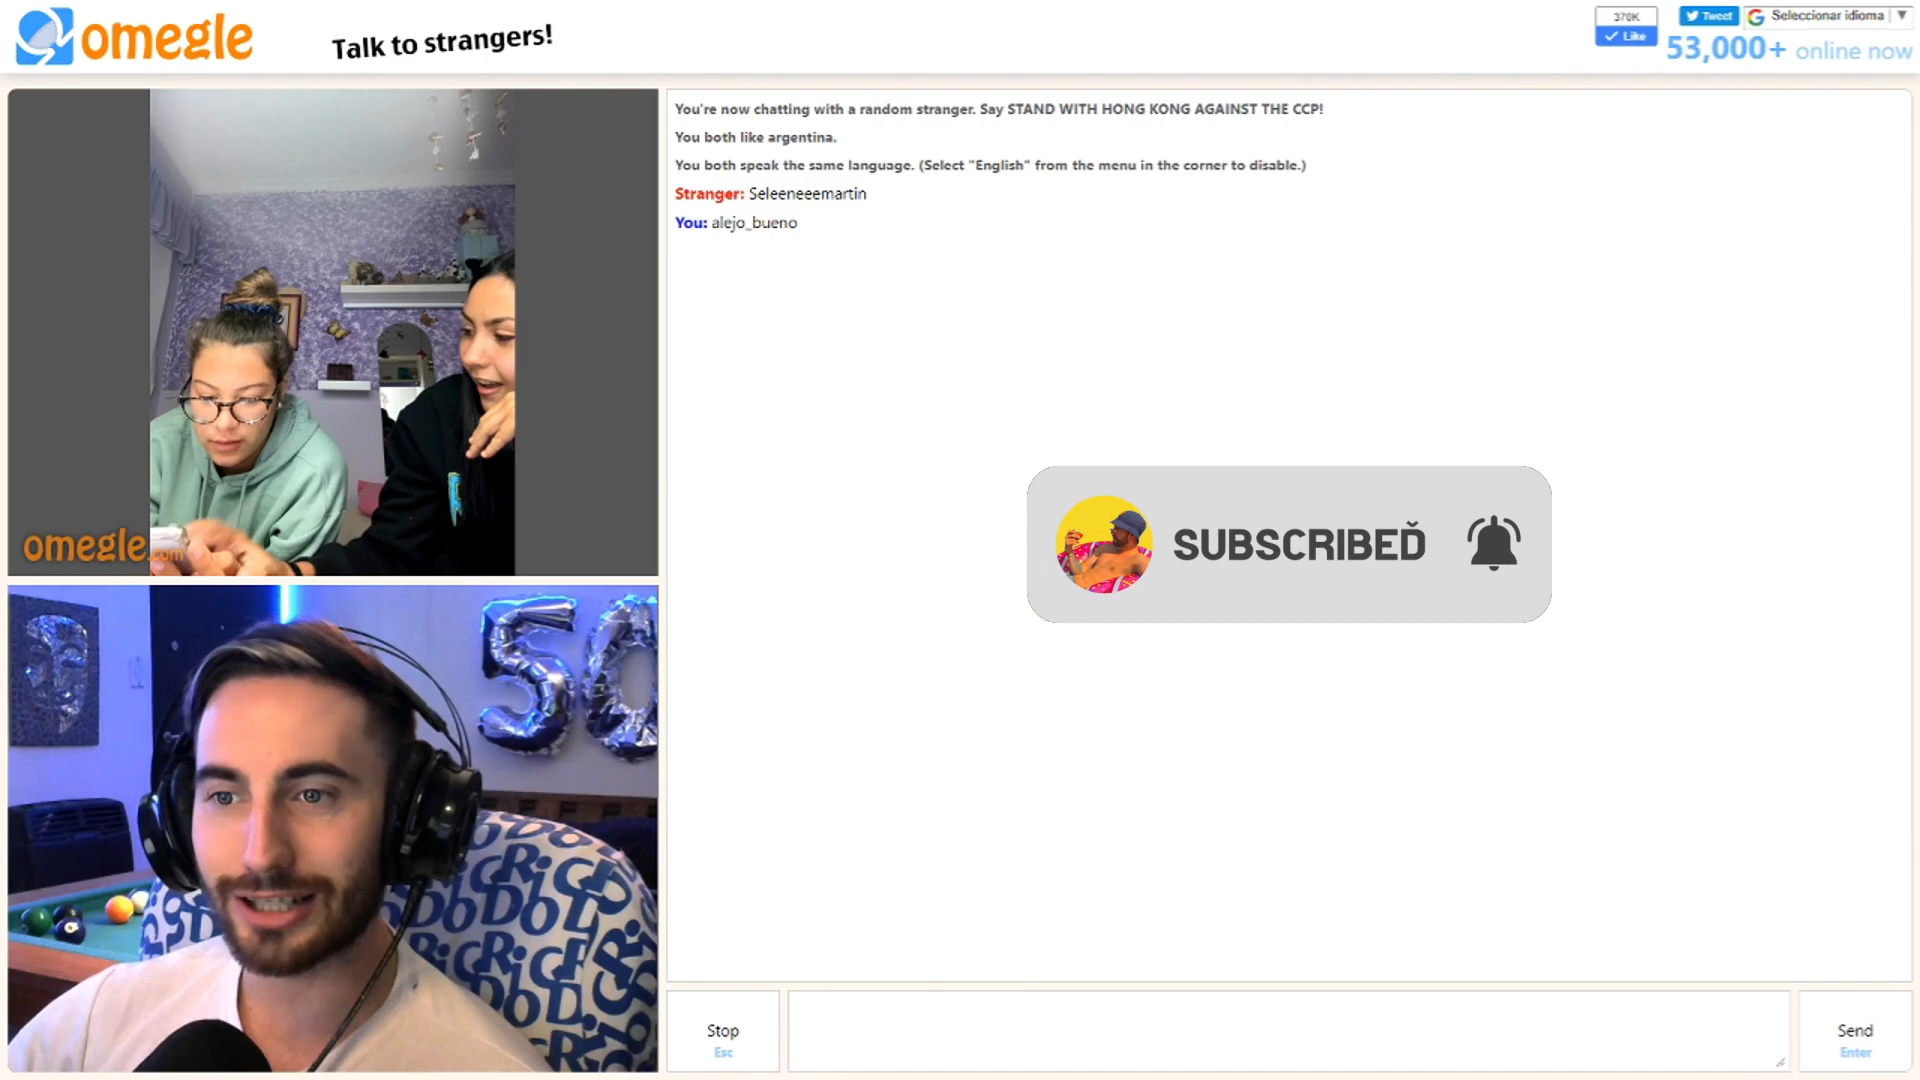 omegle
Talk to strangers!
370K
Like
Tweet
Seleccionar idioma
53,000+ online now
You're now chatting with a random stranger. Say STAND WITH HONG KONG AGAINST THE CCP!
You both like argentina.
You both speak the same language. (Select "English" from the menu in the corner to disable.)
Stranger: Seleeneeemartin
You: alejo_bueno
omegle.com
SUBSCRIBEĎ
50
Stop
Esc
Send
Enter